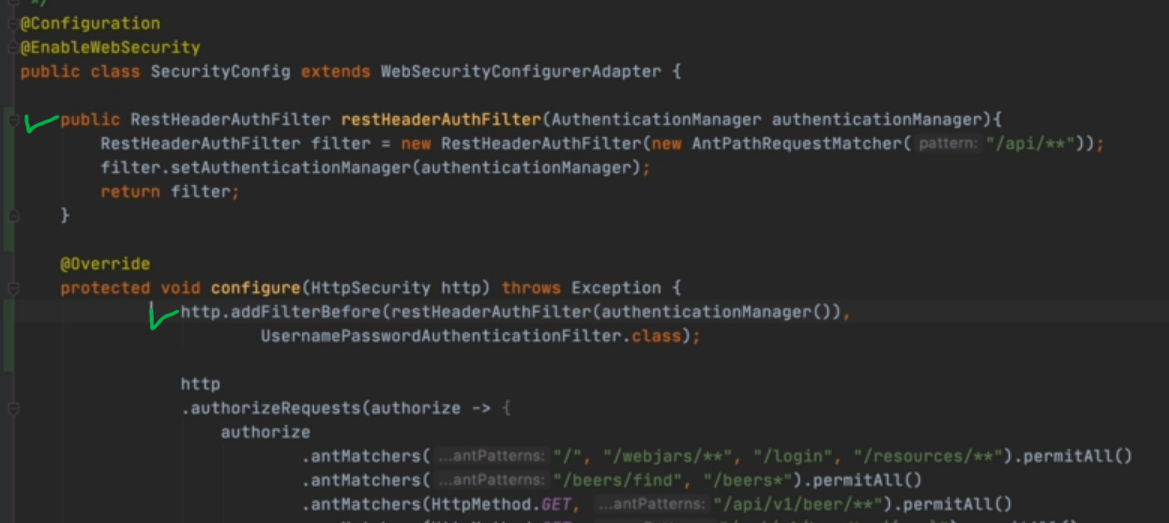 */
@Configuration
@EnableWebSecurity
public class SecurityConfig extends WebSecurityConfigurerAdapter {
public RestHeaderAuthFilter restHeaderAuthFilter(AuthenticationManager authenticationManager){
RestHeaderAuthFilter filter = new RestHeaderAuthFilter(new AntPathRequestMatcher( pattern: "/api/**"));
filter.setAuthenticationManager(authenticationManager);
return filter;
}
@Override
protected void configure(HttpSecurity http) throws Exception {
http.addFilterBefore(restHeaderAuthFilter(authenticationManager()),
UsernamePasswordAuthenticationFilter.class);
http
.authorizeRequests(authorize -> {
authorize
.antMatchers( ...antPatterns: "/", "/webjars/**", "/login", "/resources/**").permitAll()
.antMatchers( ...antPatterns: "/beers/find", "/beers*").permitAll()
.antMatchers(HttpMethod.GET, ...antPatterns: "/api/v1/beer/**").permitAll()